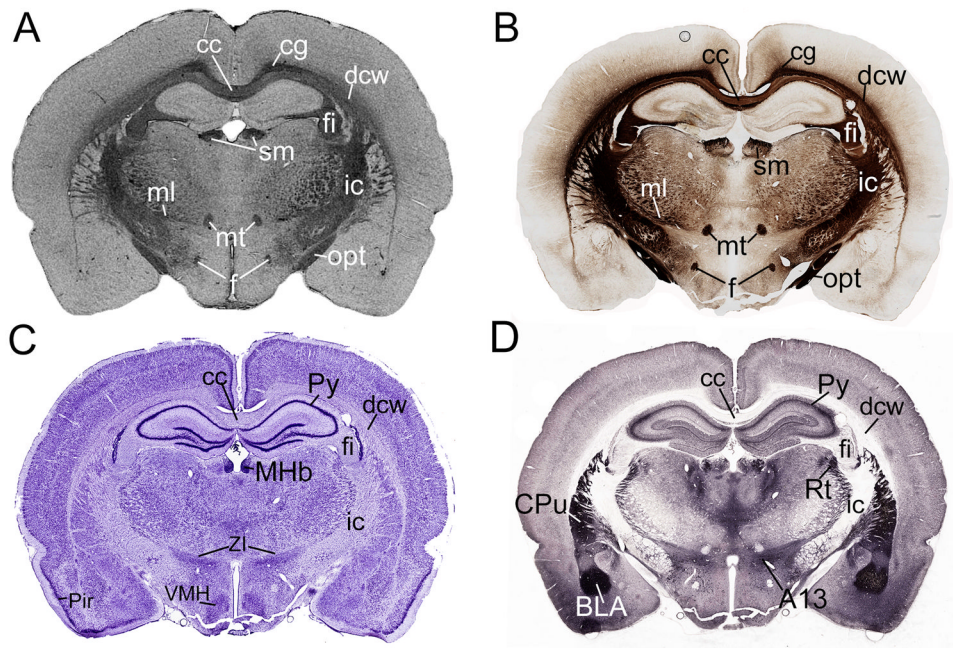 A
cc
cg
dcw
fi
sm
ml
ic
mt
f
opt
B
cc
cg
dcw
fi
sm
ml
ic
mt
f
opt
C
cc
Py
dcw
fi
MHb
ic
ZI
VMH
Pir
D
cc
Py
dcw
fi
Rt
CPu
ic
BLA
A13